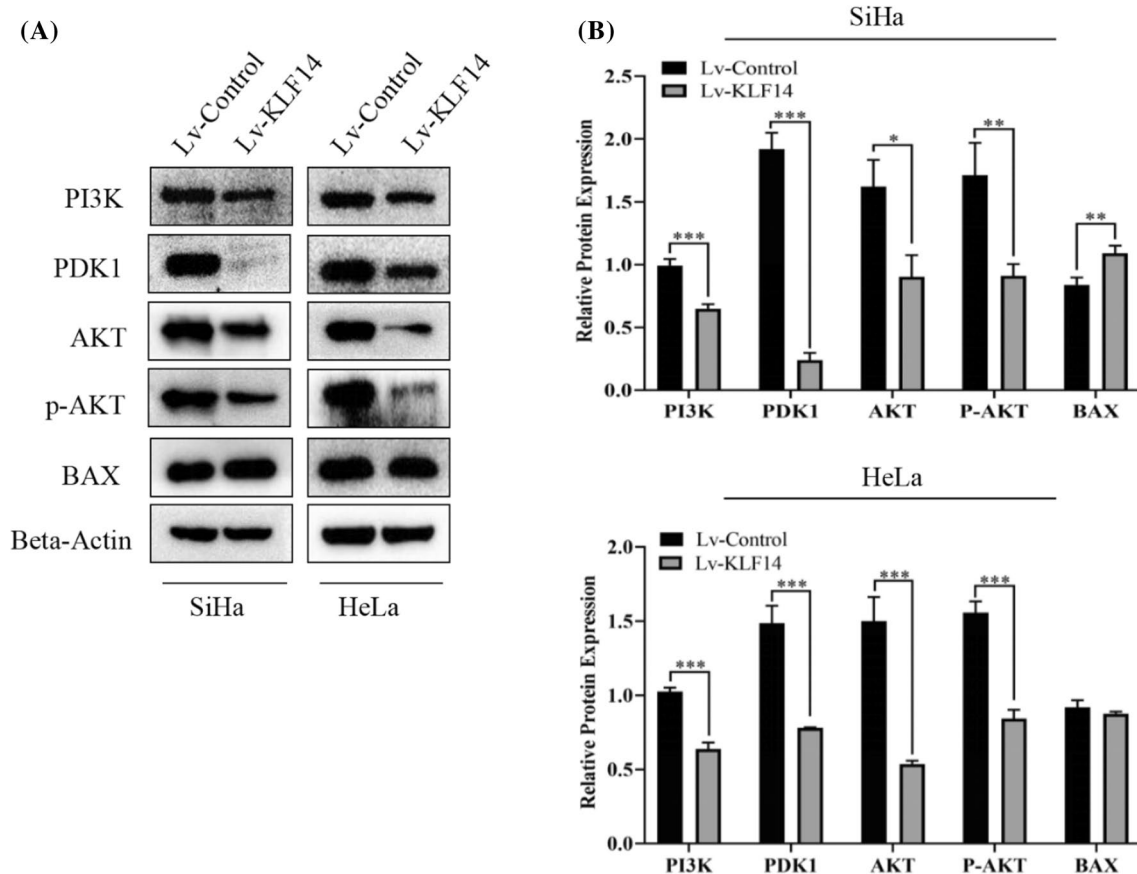 (A)
Lv-Control
Lv-KLF14
Lv-Control
Lv-KLF14
PI3K
PDK1
AKT
p-AKT
BAX
Beta-Actin
SiHa
HeLa
(B)
SiHa
Lv-Control
Lv-KLF14
Relative Protein Expression
2.5
2.0
1.5
1.0
0.5
0.0
***
***
*
**
**
PI3K
PDK1
AKT
P-AKT
BAX
HeLa
Lv-Control
Lv-KLF14
Relative Protein Expression
2.0
1.5
1.0
0.5
0.0
***
***
***
***
PI3K
PDK1
AKT
P-AKT
BAX